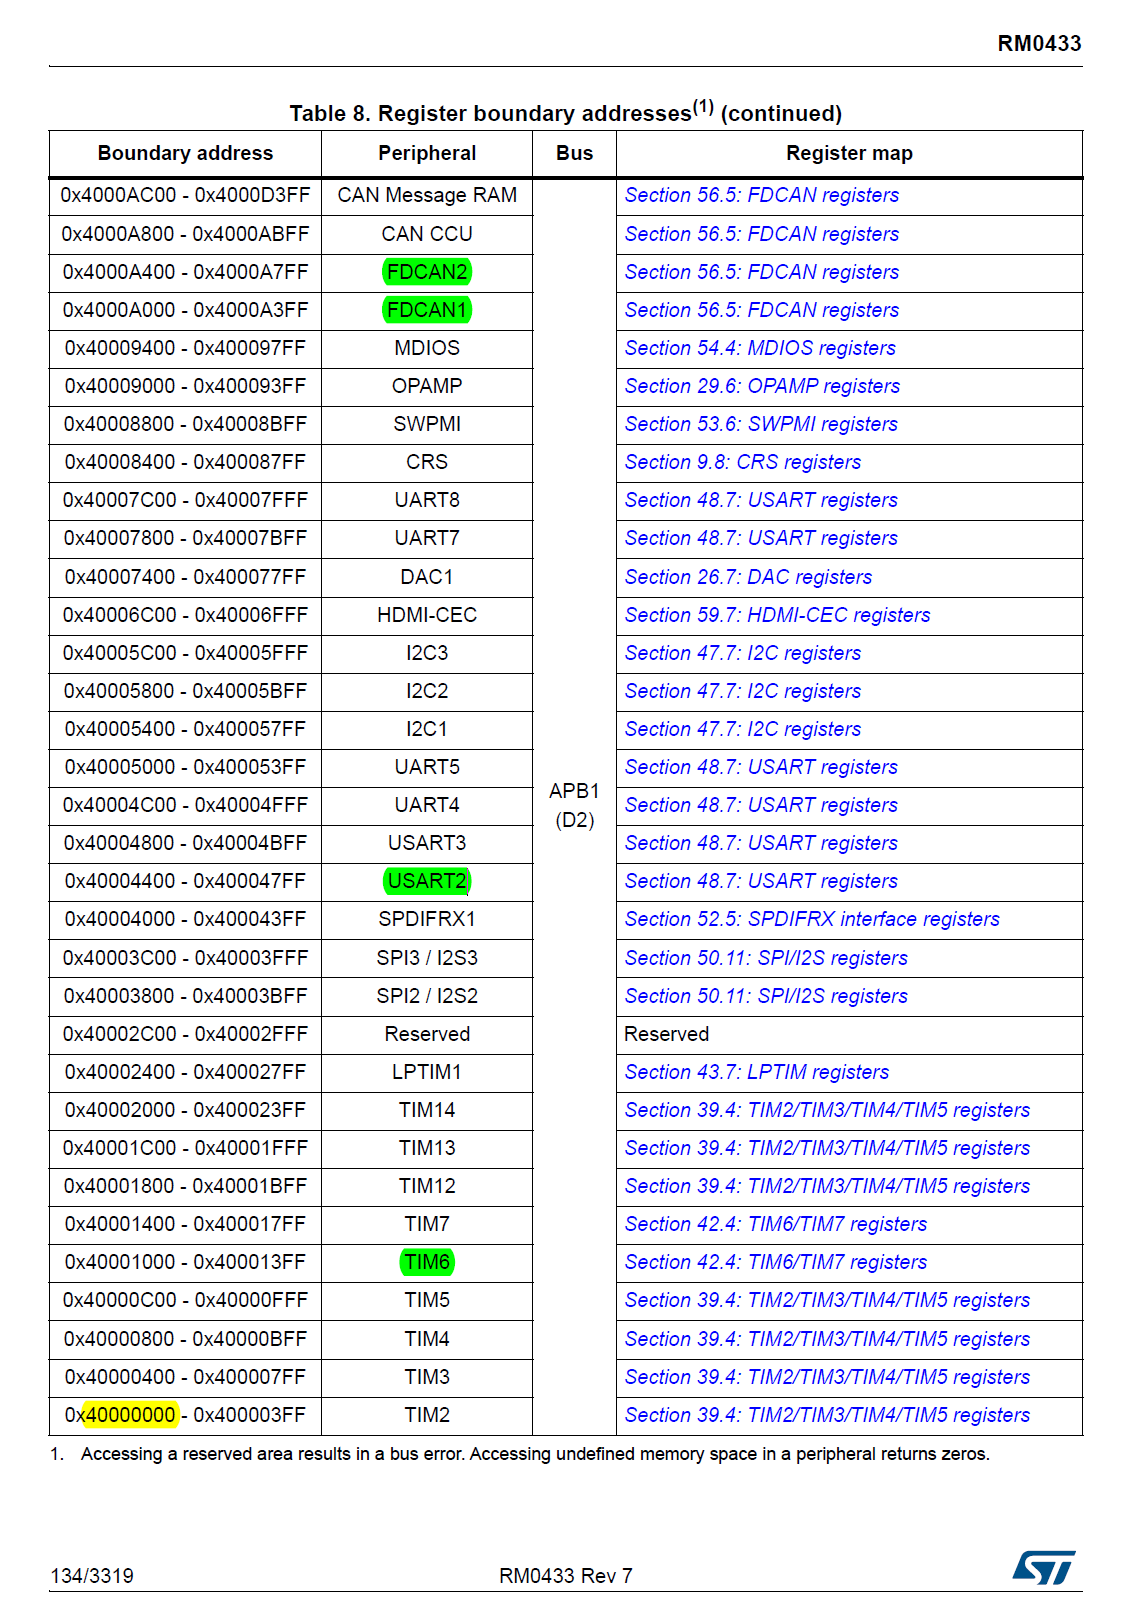 RM0433
Table 8. Register boundary addresses(1) (continued)
Boundary address Peripheral Bus Register map
0x4000AC00 - 0x4000D3FF CAN Message RAM Section 56.5: FDCAN registers
0x4000A800 - 0x4000ABFF CAN CCU Section 56.5: FDCAN registers
0x4000A400 - 0x4000A7FF FDCAN2 Section 56.5: FDCAN registers
0x4000A000 - 0x4000A3FF FDCAN1 Section 56.5: FDCAN registers
0x40009400 - 0x400097FF MDIOS Section 54.4: MDIOS registers
0x40009000 - 0x400093FF OPAMP Section 29.6: OPAMP registers
0x40008800 - 0x40008BFF SWPMI Section 53.6: SWPMI registers
0x40008400 - 0x400087FF CRS Section 9.8: CRS registers
0x40007C00 - 0x40007FFF UART8 Section 48.7: USART registers
0x40007800 - 0x40007BFF UART7 Section 48.7: USART registers
0x40007400 - 0x400077FF DAC1 Section 26.7: DAC registers
0x40006C00 - 0x40006FFF HDMI-CEC Section 59.7: HDMI-CEC registers
0x40005C00 - 0x40005FFF I2C3 Section 47.7: I2C registers
0x40005800 - 0x40005BFF I2C2 Section 47.7: I2C registers
0x40005400 - 0x400057FF I2C1 Section 47.7: I2C registers
0x40005000 - 0x400053FF UART5 Section 48.7: USART registers
APB1
(D2)
0x40004C00 - 0x40004FFF UART4 Section 48.7: USART registers
0x40004800 - 0x40004BFF USART3 Section 48.7: USART registers
0x40004400 - 0x400047FF USART2 Section 48.7: USART registers
0x40004000 - 0x400043FF SPDIFRX1 Section 52.5: SPDIFRX interface registers
0x40003C00 - 0x40003FFF SPI3 / I2S3 Section 50.11: SPI/I2S registers
0x40003800 - 0x40003BFF SPI2 / I2S2 Section 50.11: SPI/I2S registers
0x40002C00 - 0x40002FFF Reserved Reserved
0x40002400 - 0x400027FF LPTIM1 Section 43.7: LPTIM registers
0x40002000 - 0x400023FF TIM14 Section 39.4: TIM2/TIM3/TIM4/TIM5 registers
0x40001C00 - 0x40001FFF TIM13 Section 39.4: TIM2/TIM3/TIM4/TIM5 registers
0x40001800 - 0x40001BFF TIM12 Section 39.4: TIM2/TIM3/TIM4/TIM5 registers
0x40001400 - 0x400017FF TIM7 Section 42.4: TIM6/TIM7 registers
0x40001000 - 0x400013FF TIM6 Section 42.4: TIM6/TIM7 registers
0x40000C00 - 0x40000FFF TIM5 Section 39.4: TIM2/TIM3/TIM4/TIM5 registers
0x40000800 - 0x40000BFF TIM4 Section 39.4: TIM2/TIM3/TIM4/TIM5 registers
0x40000400 - 0x400007FF TIM3 Section 39.4: TIM2/TIM3/TIM4/TIM5 registers
0x40000000 - 0x400003FF TIM2 Section 39.4: TIM2/TIM3/TIM4/TIM5 registers
1. Accessing a reserved area results in a bus error. Accessing undefined memory space in a peripheral returns zeros.
134/3319 RM0433 Rev 7 ST